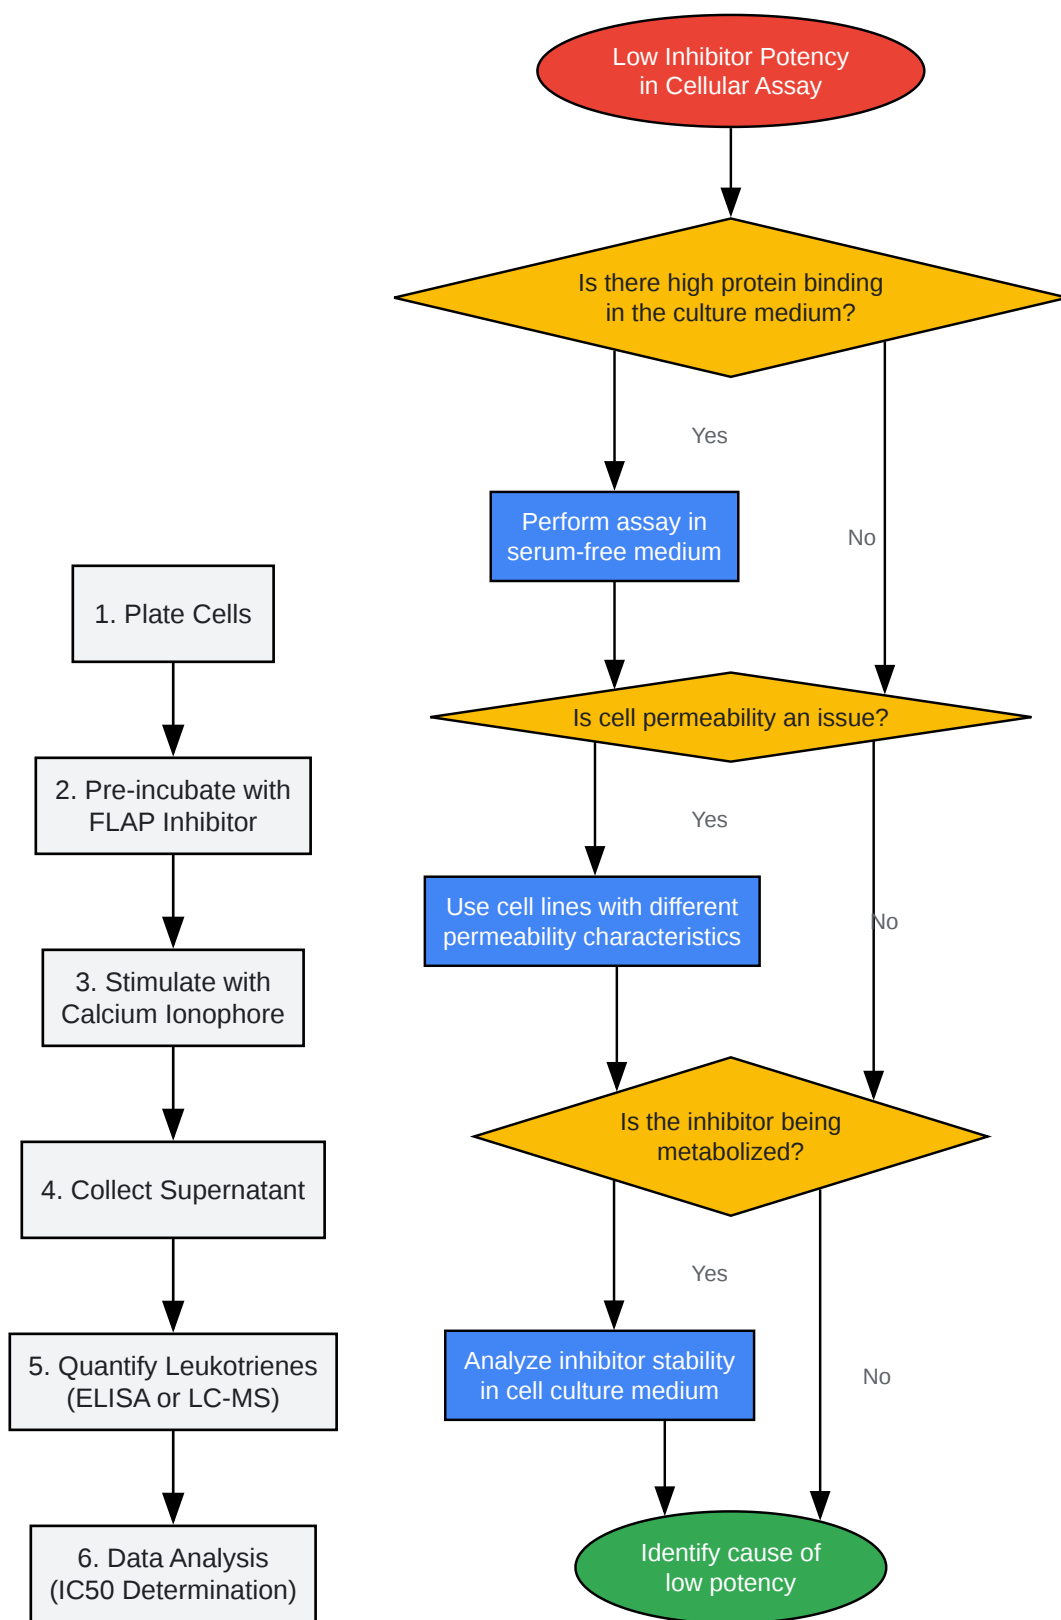 Low Inhibitor Potency
in Cellular Assay
Is there high protein binding
in the culture medium?
Yes
No
Perform assay in
serum-free medium
Is cell permeability an issue?
Yes
No
Use cell lines with different
permeability characteristics
Is the inhibitor being
metabolized?
Yes
No
Analyze inhibitor stability
in cell culture medium
Identify cause of
low potency
1. Plate Cells
2. Pre-incubate with
FLAP Inhibitor
3. Stimulate with
Calcium Ionophore
4. Collect Supernatant
5. Quantify Leukotrienes
(ELISA or LC-MS)
6. Data Analysis
(IC50 Determination)